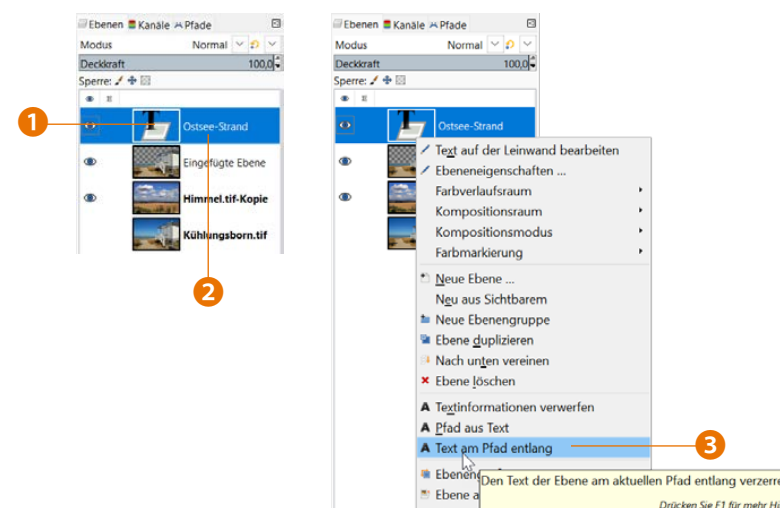 Ebenen Kanäle Pfade
Modus Normal
Deckkraft 100,0
Sperre:
1
Ostsee-Strand
Eingefügte Ebene
Himmel.tif-Kopie
Kühlungsborn.tif
2
Ebenen Kanäle Pfade
Modus Normal
Deckkraft 100,0
Sperre:
Ostsee-Strand
Text auf der Leinwand bearbeiten
Ebeneneigenschaften ...
Farbverlaufsraum
Kompositionsraum
Kompositionsmodus
Farbmarkierung
Neue Ebene ...
Neu aus Sichtbarem
Neue Ebenengruppe
Ebene duplizieren
Nach unten vereinen
Ebene löschen
Textinformationen verwerfen
Pfad aus Text
Text am Pfad entlang
3
Den Text der Ebene am aktuellen Pfad entlang verzerre
Ebene
Drücken Sie F1 für mehr